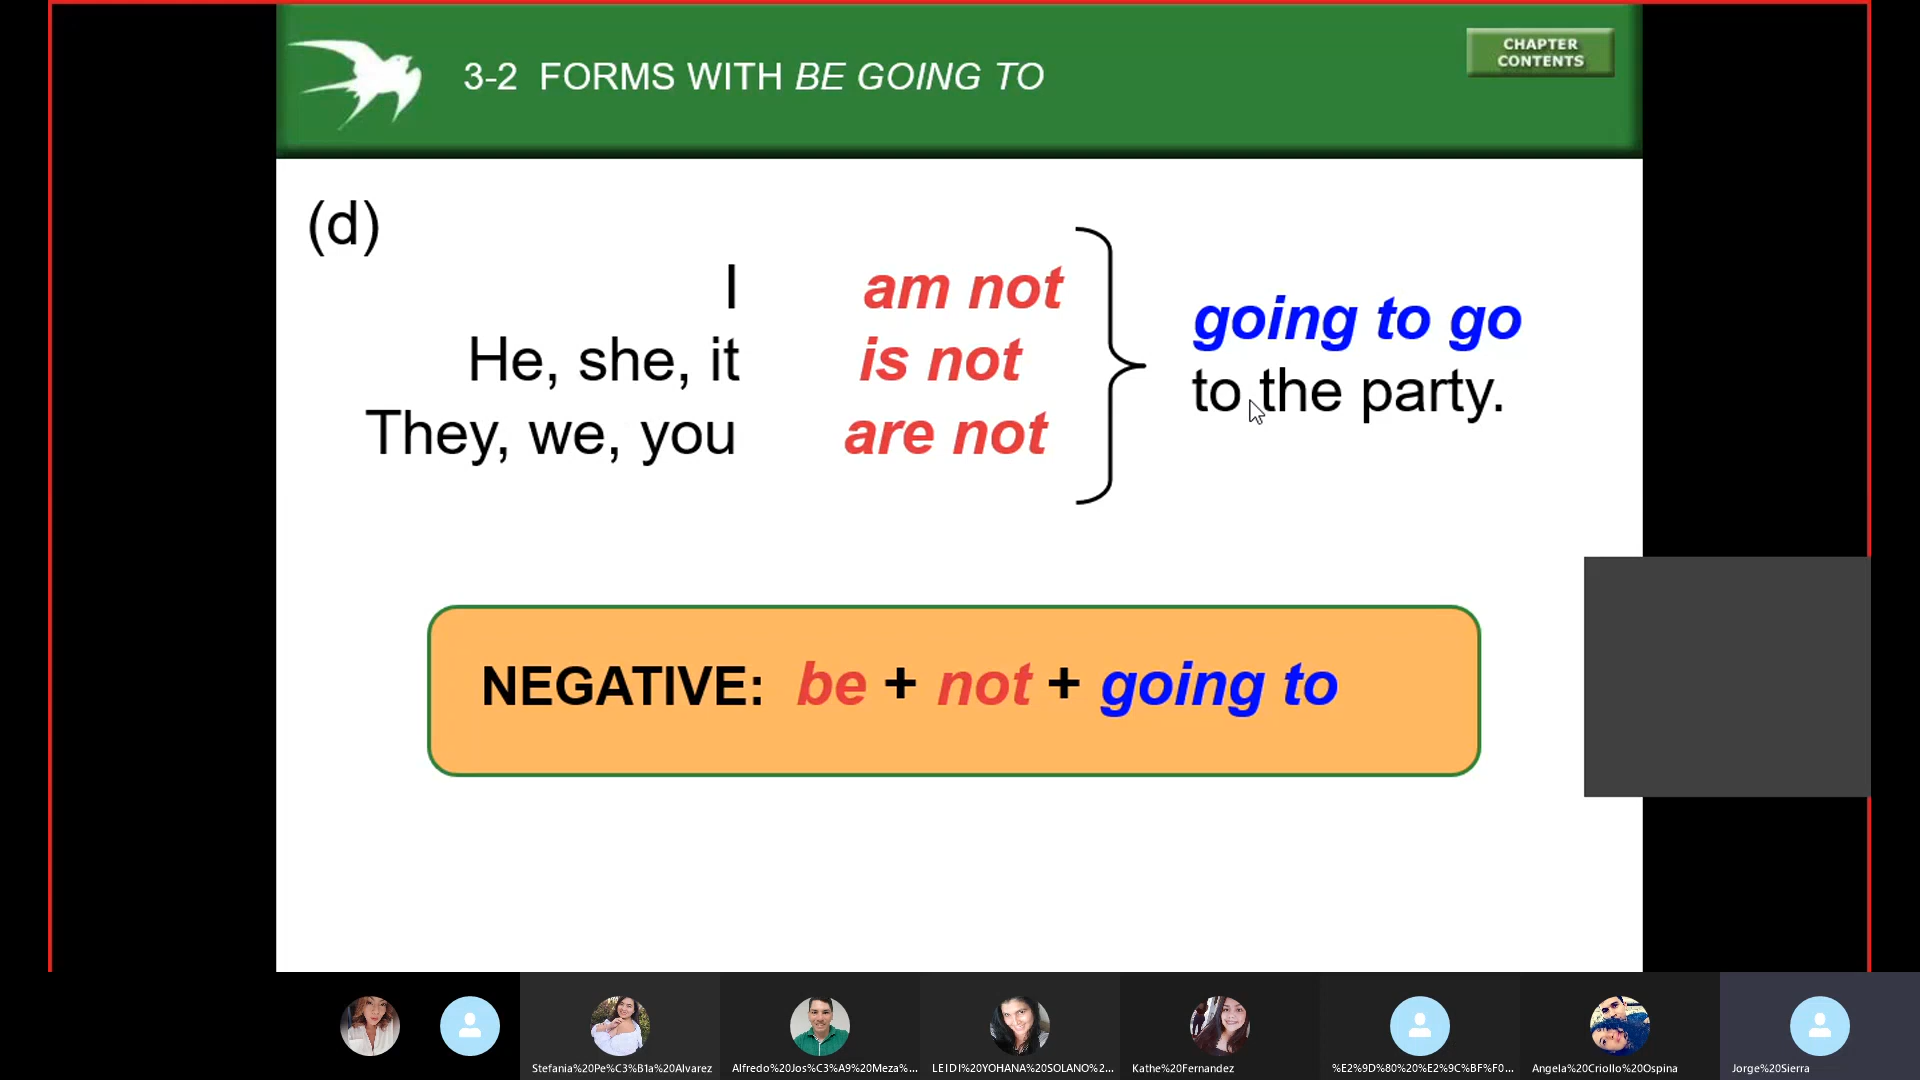 3-2 FORMS WITH BE GOING TO
CHAPTER
CONTENTS
(d)
I am not
He, she, it is not
They, we, you are not
going to go
to the party.
NEGATIVE: be + not + going to
Stefania%20Pe%C3%B1a%20Alvarez
Alfredo%20Jos%C3%A9%20Meza%...
LEIDI%20YOHANA%20SOLANO%2...
Kathe%20Fernandez
%E2%9D%80%20%E2%9C%BF%F0...
Angela%20Criollo%20Ospina
Jorge%20Sierra